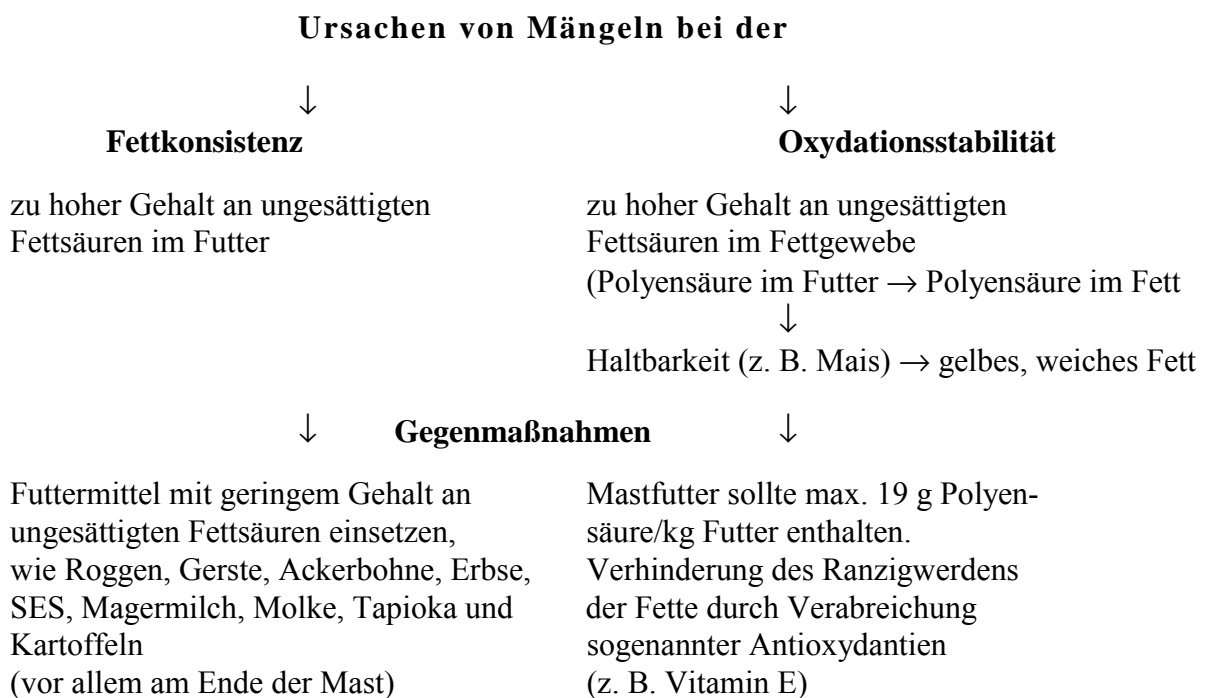 Ursachen von Mängeln bei der
↓ ↓
Fettkonsistenz
zu hoher Gehalt an ungesättigten
Fettsäuren im Futter
Oxydationsstabilität
zu hoher Gehalt an ungesättigten
Fettsäuren im Fettgewebe
(Polyensäure im Futter → Polyensäure im Fett
↓
Haltbarkeit (z. B. Mais) → gelbes, weiches Fett
↓ Gegenmaßnahmen ↓
Futtermittel mit geringem Gehalt an
ungesättigten Fettsäuren einsetzen,
wie Roggen, Gerste, Ackerbohne, Erbse,
SES, Magermilch, Molke, Tapioka und
Kartoffeln
(vor allem am Ende der Mast)
Mastfutter sollte max. 19 g Polyen-
säure/kg Futter enthalten.
Verhinderung des Ranzigwerdens
der Fette durch Verabreichung
sogenannter Antioxydantien
(z. B. Vitamin E)